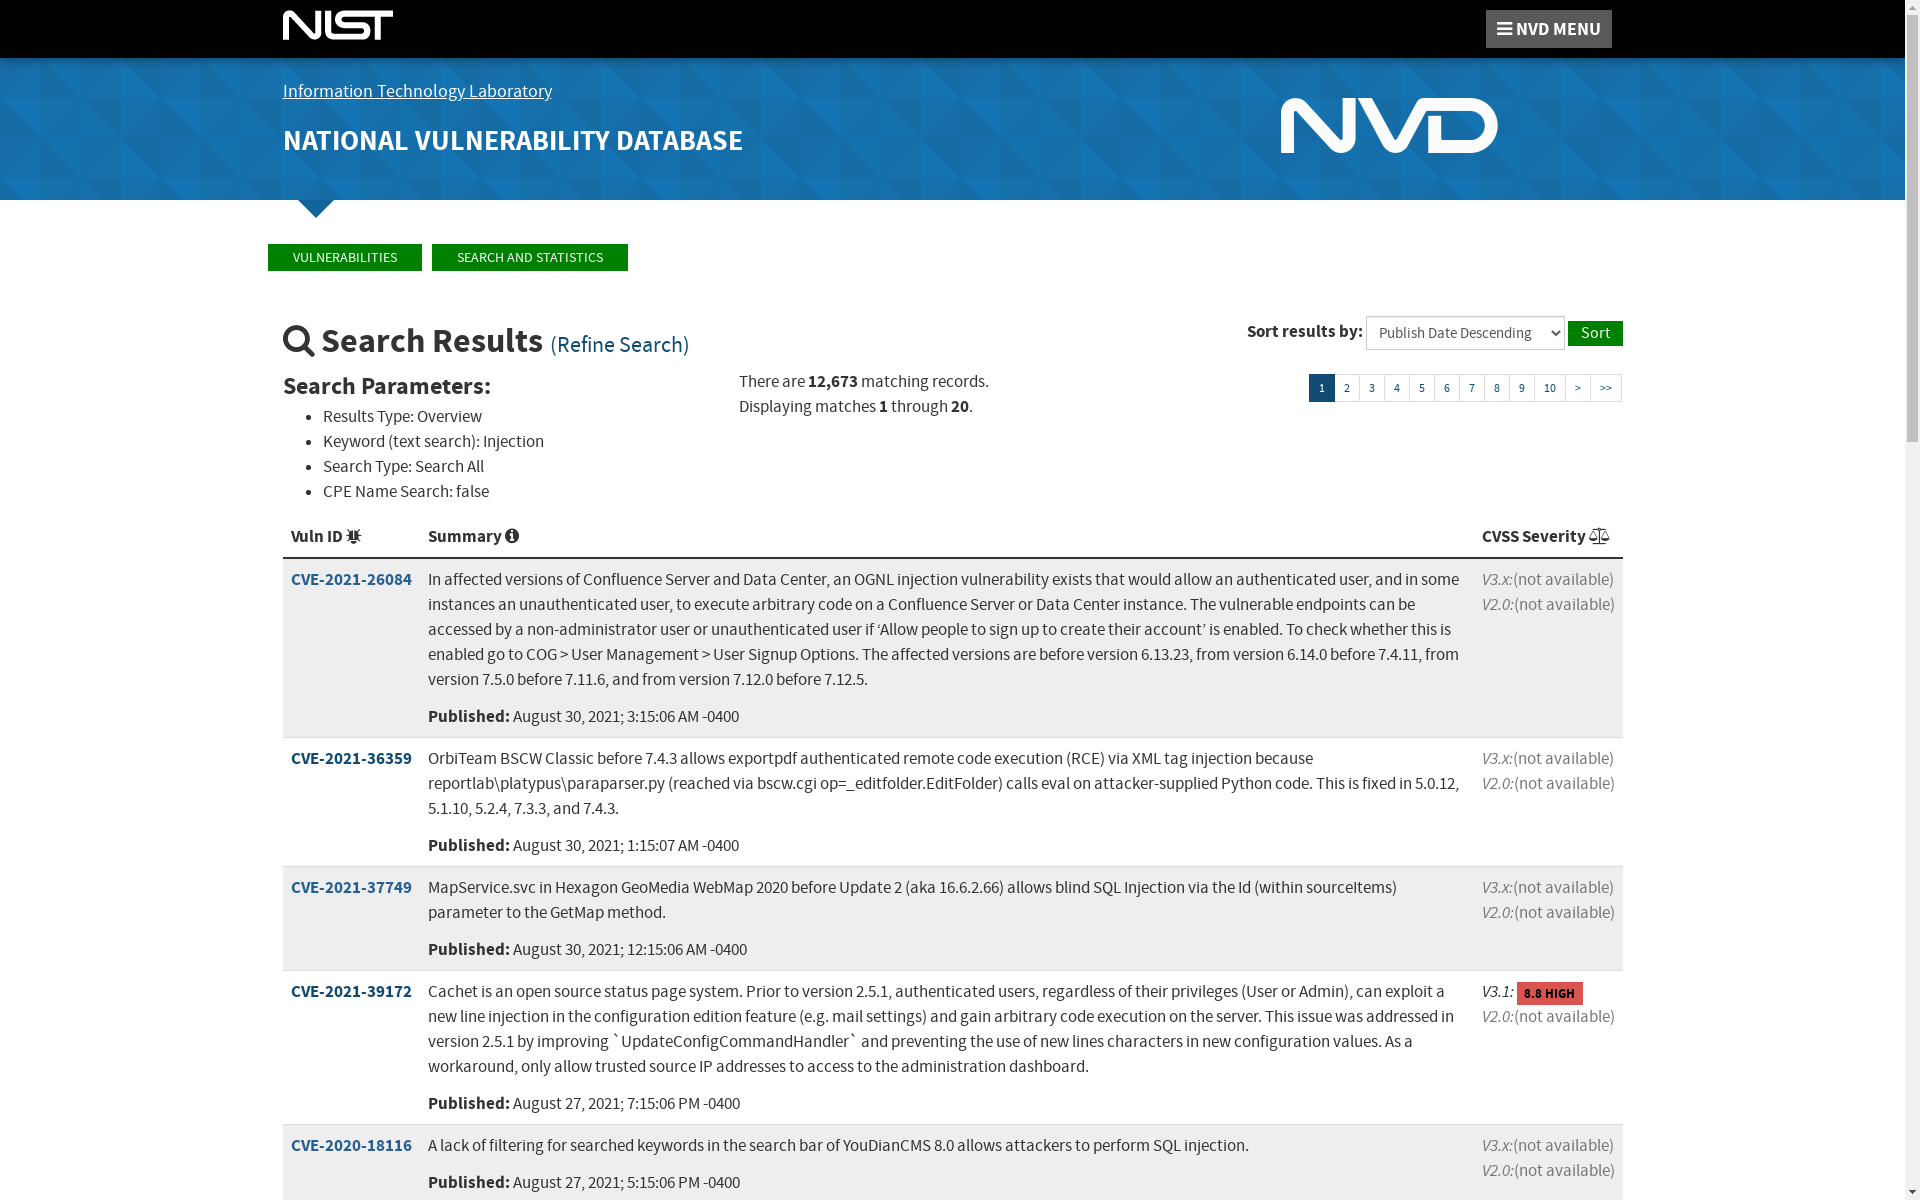 NIST
NVD MENU
Information Technology Laboratory
NATIONAL VULNERABILITY DATABASE
NVD
VULNERABILITIES
SEARCH AND STATISTICS
Search Results (Refine Search)
Sort results by: Publish Date Descending Sort
Search Parameters:
Results Type: Overview
Keyword (text search): Injection
Search Type: Search All
CPE Name Search: false
There are 12,673 matching records.
Displaying matches 1 through 20.
1 2 3 4 5 6 7 8 9 10 > >>
Vuln ID Summary CVSS Severity
CVE-2021-26084
In affected versions of Confluence Server and Data Center, an OGNL injection vulnerability exists that would allow an authenticated user, and in some
instances an unauthenticated user, to execute arbitrary code on a Confluence Server or Data Center instance. The vulnerable endpoints can be
accessed by a non-administrator user or unauthenticated user if ‘Allow people to sign up to create their account’ is enabled. To check whether this is
enabled go to COG > User Management > User Signup Options. The affected versions are before version 6.13.23, from version 6.14.0 before 7.4.11, from
version 7.5.0 before 7.11.6, and from version 7.12.0 before 7.12.5.
Published: August 30, 2021; 3:15:06 AM -0400
V3.x:(not available)
V2.0:(not available)
CVE-2021-36359
OrbiTeam BSCW Classic before 7.4.3 allows exportpdf authenticated remote code execution (RCE) via XML tag injection because
reportlab\platypus\paraparser.py (reached via bscw.cgi op=_editfolder.EditFolder) calls eval on attacker-supplied Python code. This is fixed in 5.0.12,
5.1.10, 5.2.4, 7.3.3, and 7.4.3.
Published: August 30, 2021; 1:15:07 AM -0400
V3.x:(not available)
V2.0:(not available)
CVE-2021-37749
MapService.svc in Hexagon GeoMedia WebMap 2020 before Update 2 (aka 16.6.2.66) allows blind SQL Injection via the Id (within sourceItems)
parameter to the GetMap method.
Published: August 30, 2021; 12:15:06 AM -0400
V3.x:(not available)
V2.0:(not available)
CVE-2021-39172
Cachet is an open source status page system. Prior to version 2.5.1, authenticated users, regardless of their privileges (User or Admin), can exploit a
new line injection in the configuration edition feature (e.g. mail settings) and gain arbitrary code execution on the server. This issue was addressed in
version 2.5.1 by improving `UpdateConfigCommandHandler` and preventing the use of new lines characters in new configuration values. As a
workaround, only allow trusted source IP addresses to access to the administration dashboard.
Published: August 27, 2021; 7:15:06 PM -0400
V3.1: 8.8 HIGH
V2.0:(not available)
CVE-2020-18116
A lack of filtering for searched keywords in the search bar of YouDianCMS 8.0 allows attackers to perform SQL injection.
Published: August 27, 2021; 5:15:06 PM -0400
V3.x:(not available)
V2.0:(not available)